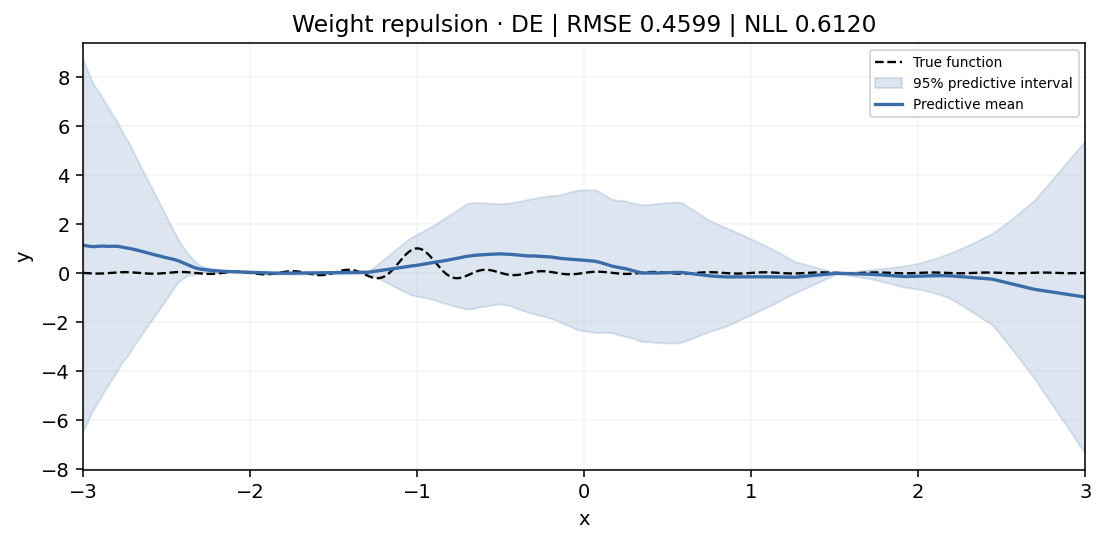 Weight repulsion · DE | RMSE 0.4599 | NLL 0.6120
True function
95% predictive interval
Predictive mean
8
6
4
2
0
−2
−4
−6
−8
y
−3
−2
−1
0
1
2
3
x